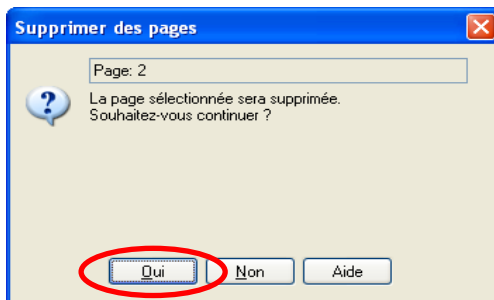 Supprimer des pages
Page: 2
La page sélectionnée sera supprimée.
Souhaitez-vous continuer ?
Oui
Non
Aide